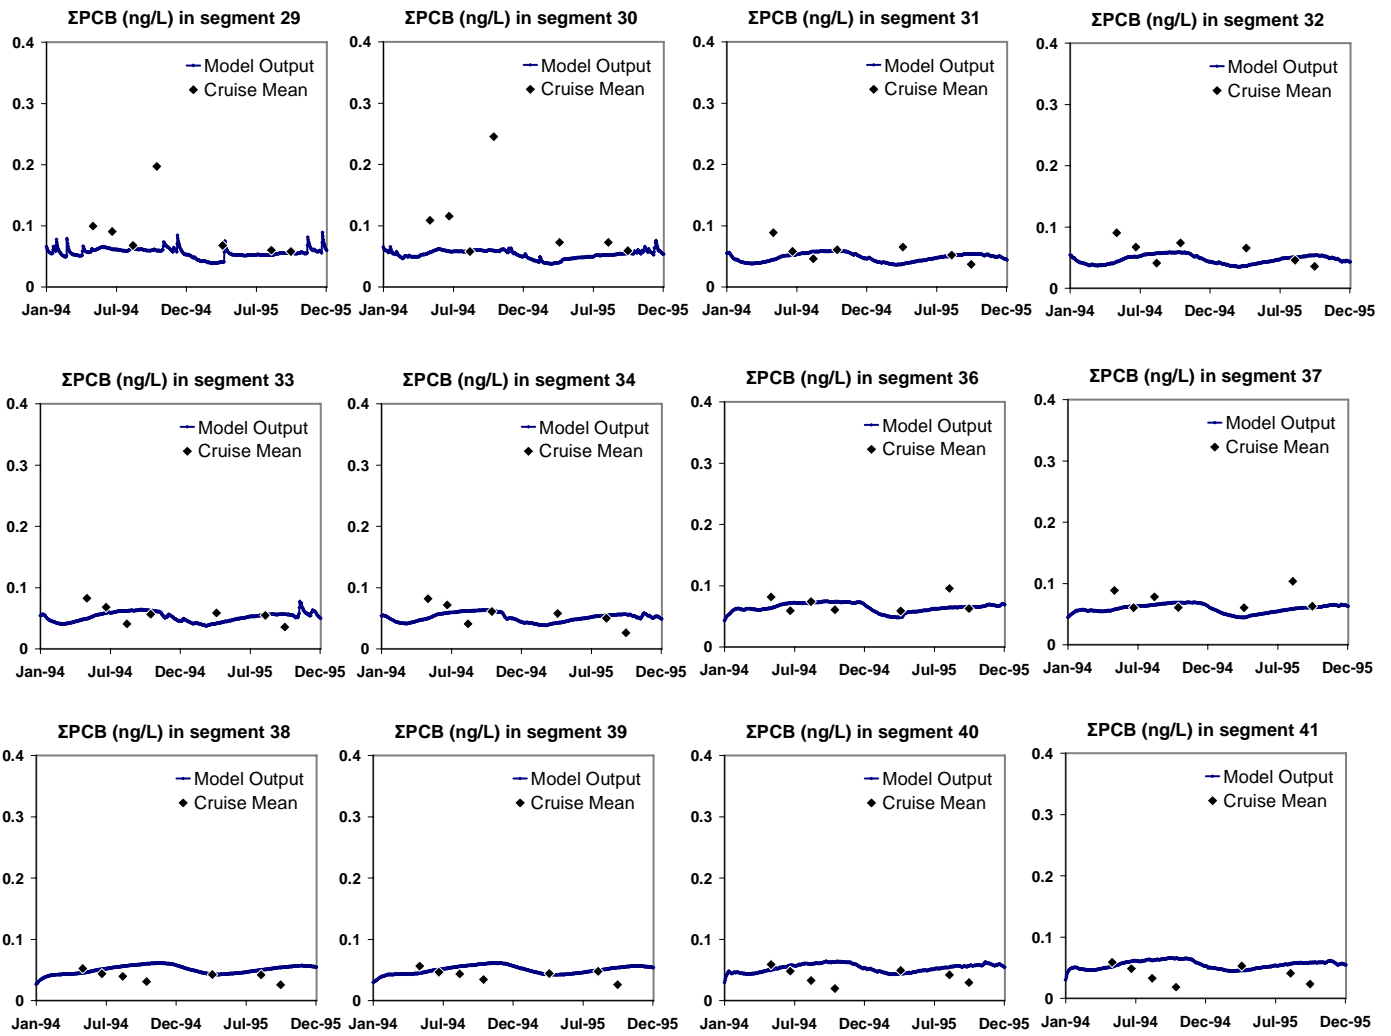 ΣPCB (ng/L) in segment 29
0.4
0.3
0.2
0.1
0
Model Output
Cruise Mean
Jan-94 Jul-94 Dec-94 Jul-95 Dec-95
ΣPCB (ng/L) in segment 30
0.4
0.3
0.2
0.1
0
Model Output
Cruise Mean
Jan-94 Jul-94 Dec-94 Jul-95 Dec-95
ΣPCB (ng/L) in segment 31
0.4
0.3
0.2
0.1
0
Model Output
Cruise Mean
Jan-94 Jul-94 Dec-94 Jul-95 Dec-95
ΣPCB (ng/L) in segment 32
0.4
0.3
0.2
0.1
0
Model Output
Cruise Mean
Jan-94 Jul-94 Dec-94 Jul-95 Dec-95
ΣPCB (ng/L) in segment 33
0.4
0.3
0.2
0.1
0
Model Output
Cruise Mean
Jan-94 Jul-94 Dec-94 Jul-95 Dec-95
ΣPCB (ng/L) in segment 34
0.4
0.3
0.2
0.1
0
Model Output
Cruise Mean
Jan-94 Jul-94 Dec-94 Jul-95 Dec-95
ΣPCB (ng/L) in segment 36
0.4
0.3
0.2
0.1
0
Model Output
Cruise Mean
Jan-94 Jul-94 Dec-94 Jul-95 Dec-95
ΣPCB (ng/L) in segment 37
0.4
0.3
0.2
0.1
0
Model Output
Cruise Mean
Jan-94 Jul-94 Dec-94 Jul-95 Dec-95
ΣPCB (ng/L) in segment 38
0.4
0.3
0.2
0.1
0
Model Output
Cruise Mean
Jan-94 Jul-94 Dec-94 Jul-95 Dec-95
ΣPCB (ng/L) in segment 39
0.4
0.3
0.2
0.1
0
Model Output
Cruise Mean
Jan-94 Jul-94 Dec-94 Jul-95 Dec-95
ΣPCB (ng/L) in segment 40
0.4
0.3
0.2
0.1
0
Model Output
Cruise Mean
Jan-94 Jul-94 Dec-94 Jul-95 Dec-95
ΣPCB (ng/L) in segment 41
0.4
0.3
0.2
0.1
0
Model Output
Cruise Mean
Jan-94 Jul-94 Dec-94 Jul-95 Dec-95